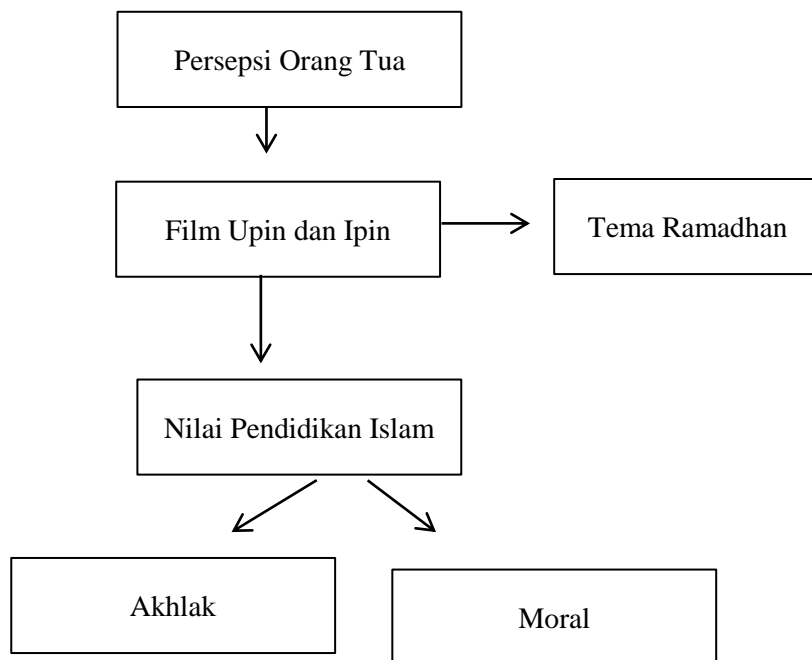 Persepsi Orang Tua
Film Upin dan Ipin
Tema Ramadhan
Nilai Pendidikan Islam
Akhlak
Moral